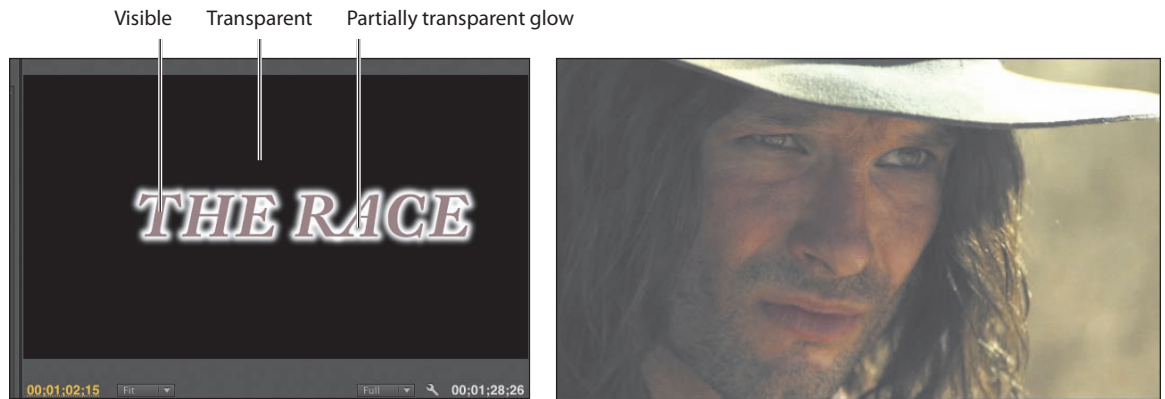 Visible Transparent Partially transparent glow
THE RACE
00;01;02;15 Fit Full 00;01;28;26